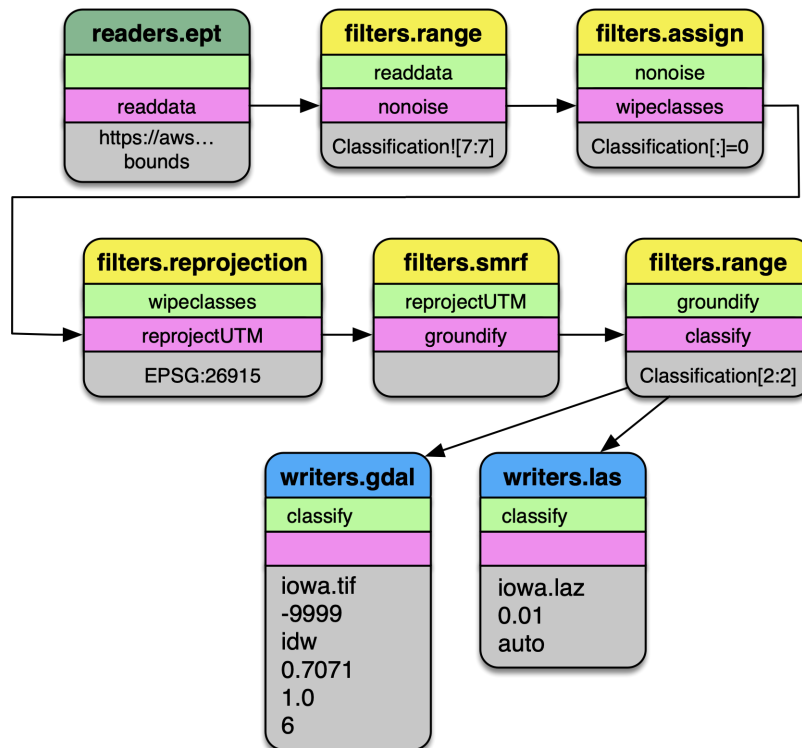 readers.ept
readdata
https://aws…
bounds
filters.range
readdata
nonoise
Classification![7:7]
filters.assign
nonoise
wipeclasses
Classification[:]=0
filters.reprojection
wipeclasses
reprojectUTM
EPSG:26915
filters.smrf
reprojectUTM
groundify
filters.range
groundify
classify
Classification[2:2]
writers.gdal
classify
iowa.tif
-9999
idw
0.7071
1.0
6
writers.las
classify
iowa.laz
0.01
auto